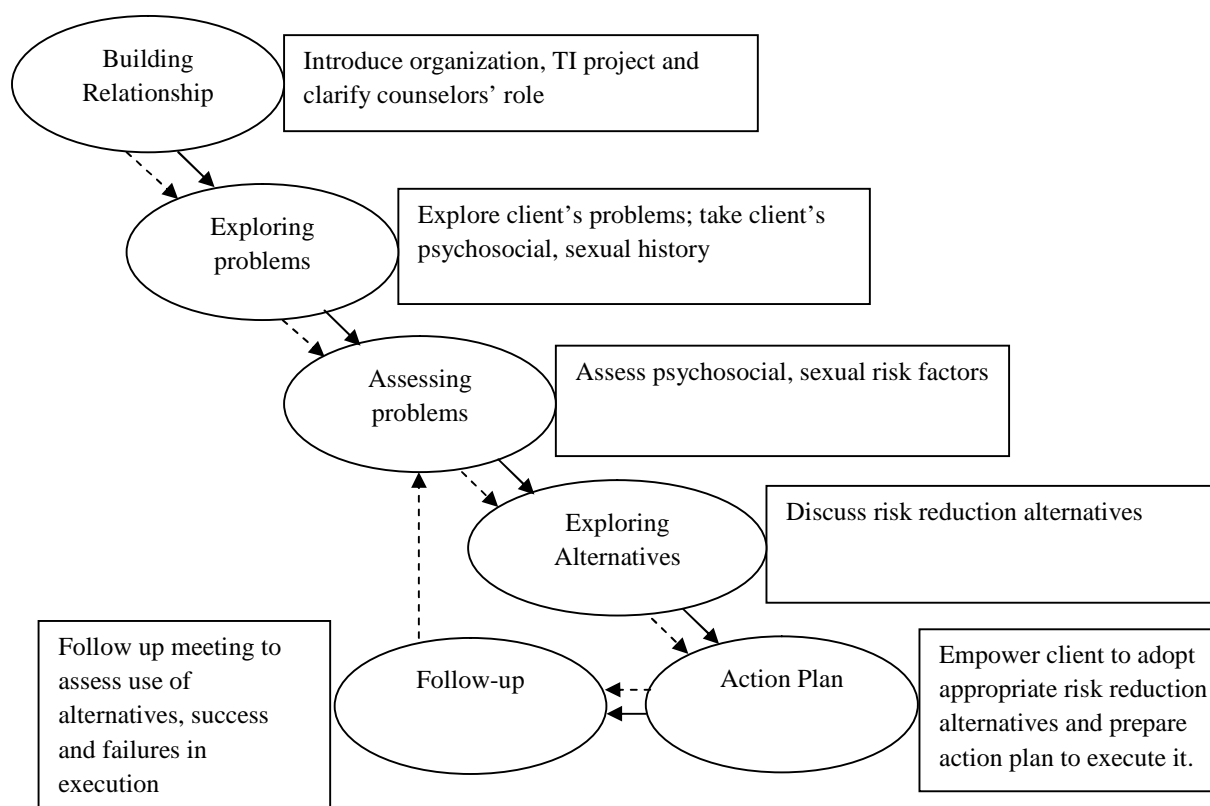 Building
Relationship
Introduce organization, TI project and
clarify counselors’ role
Exploring
problems
Explore client’s problems; take client’s
psychosocial, sexual history
Assessing
problems
Assess psychosocial, sexual risk factors
Exploring
Alternatives
Discuss risk reduction alternatives
Follow up meeting to
assess use of
alternatives, success
and failures in
execution
Follow-up
Action Plan
Empower client to adopt
appropriate risk reduction
alternatives and prepare
action plan to execute it.